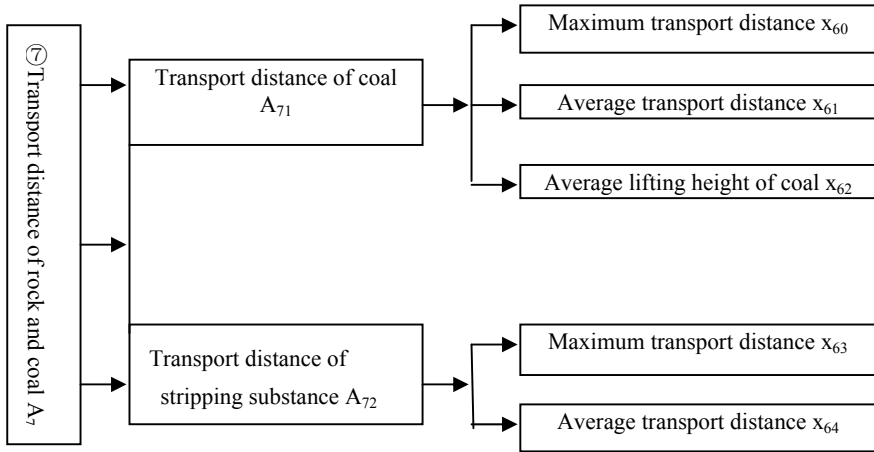 ⑦Transport distance of rock and coal A₇
Transport distance of coal
A₇₁
Maximum transport distance x₆₀
Average transport distance x₆₁
Average lifting height of coal x₆₂
Transport distance of
stripping substance A₇₂
Maximum transport distance x₆₃
Average transport distance x₆₄